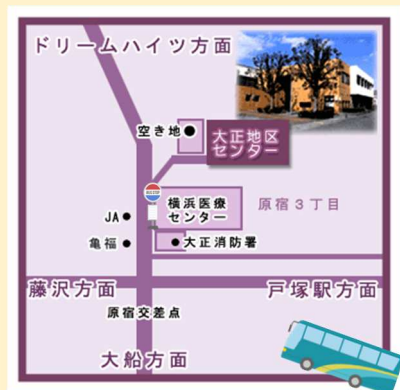 ドリームハイツ方面
空き地
大正地区
センター
横浜医療
センター
原宿３丁目
JA
亀福
大正消防署
藤沢方面
戸塚駅方面
原宿交差点
大船方面